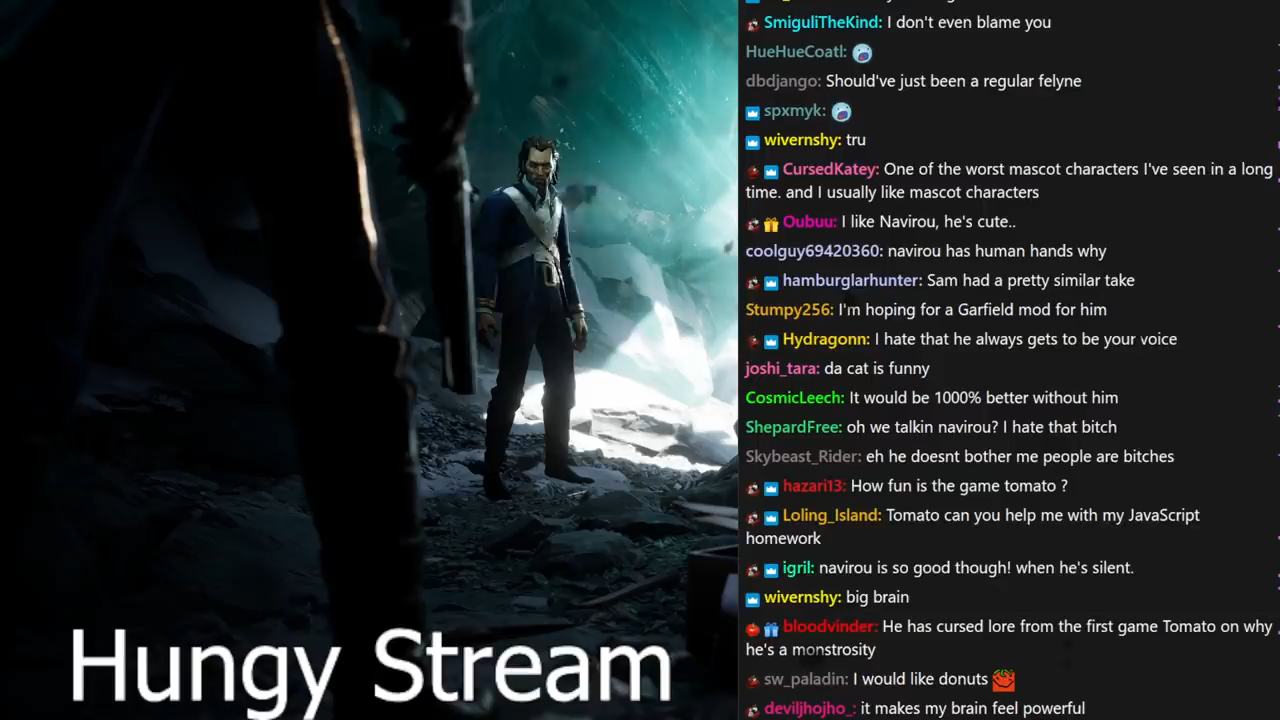 SmiguliTheKind: I don't even blame you
HueHueCoatl:
dbdjango: Should've just been a regular felyne
spxmyk:
wivernshy: tru
CursedKatey: One of the worst mascot characters I've seen in a long
time. and I usually like mascot characters
Oubuu: I like Navirou, he's cute..
coolguy69420360: navirou has human hands why
hamburglarhunter: Sam had a pretty similar take
Stumpy256: I'm hoping for a Garfield mod for him
Hydragonn: I hate that he always gets to be your voice
joshi_tara: da cat is funny
CosmicLeech: It would be 1000% better without him
ShepardFree: oh we talkin navirou? I hate that bitch
Skybeast_Rider: eh he doesnt bother me people are bitches
hazari13: How fun is the game tomato ?
Loling_Island: Tomato can you help me with my JavaScript
homework
igril: navirou is so good though! when he's silent.
wivernshy: big brain
bloodvinder: He has cursed lore from the first game Tomato on why
he's a monstrosity
sw_paladin: I would like donuts
deviljhojho_: it makes my brain feel powerful
Hungy Stream